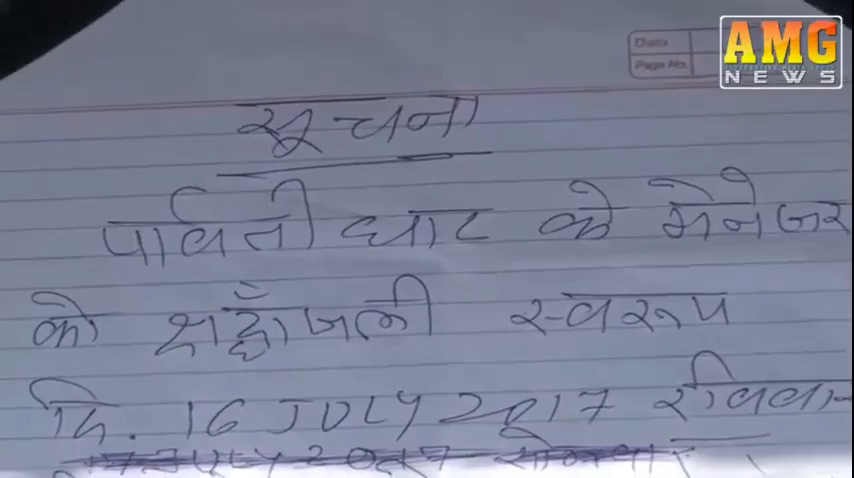 Date
Page No.
AMG
NEWS
सूचना
पार्वती घाट के मेनेजर
को श्रद्धाँजली स्वरूप
दि. 16 JULY 2017 रविवार